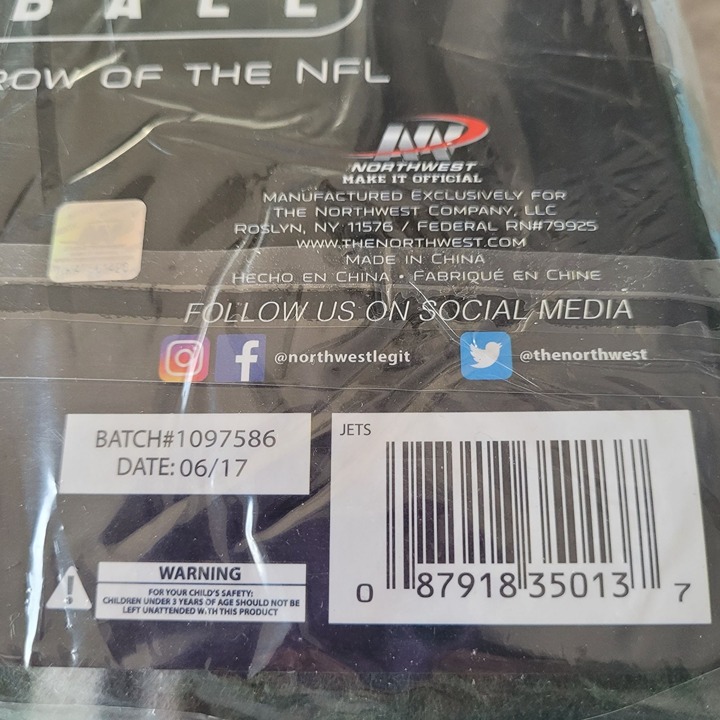 BALL
ROW OF THE NFL
NORTHWEST
MAKE IT OFFICIAL
MANUFACTURED EXCLUSIVELY FOR
THE NORTHWEST COMPANY, LLC
ROSLYN, NY 11576 / FEDERAL RN#79925
WWW.THENORTHWEST.COM
MADE IN CHINA
HECHO EN CHINA • FABRIQUÉ EN CHINE
FOLLOW US ON SOCIAL MEDIA
@northwestlegit @thenorthwest
BATCH#1097586
DATE: 06/17
JETS
0 87918 35013 7
WARNING
FOR YOUR CHILD'S SAFETY:
CHILDREN UNDER 3 YEARS OF AGE SHOULD NOT BE
LEFT UNATTENDED WITH THIS PRODUCT